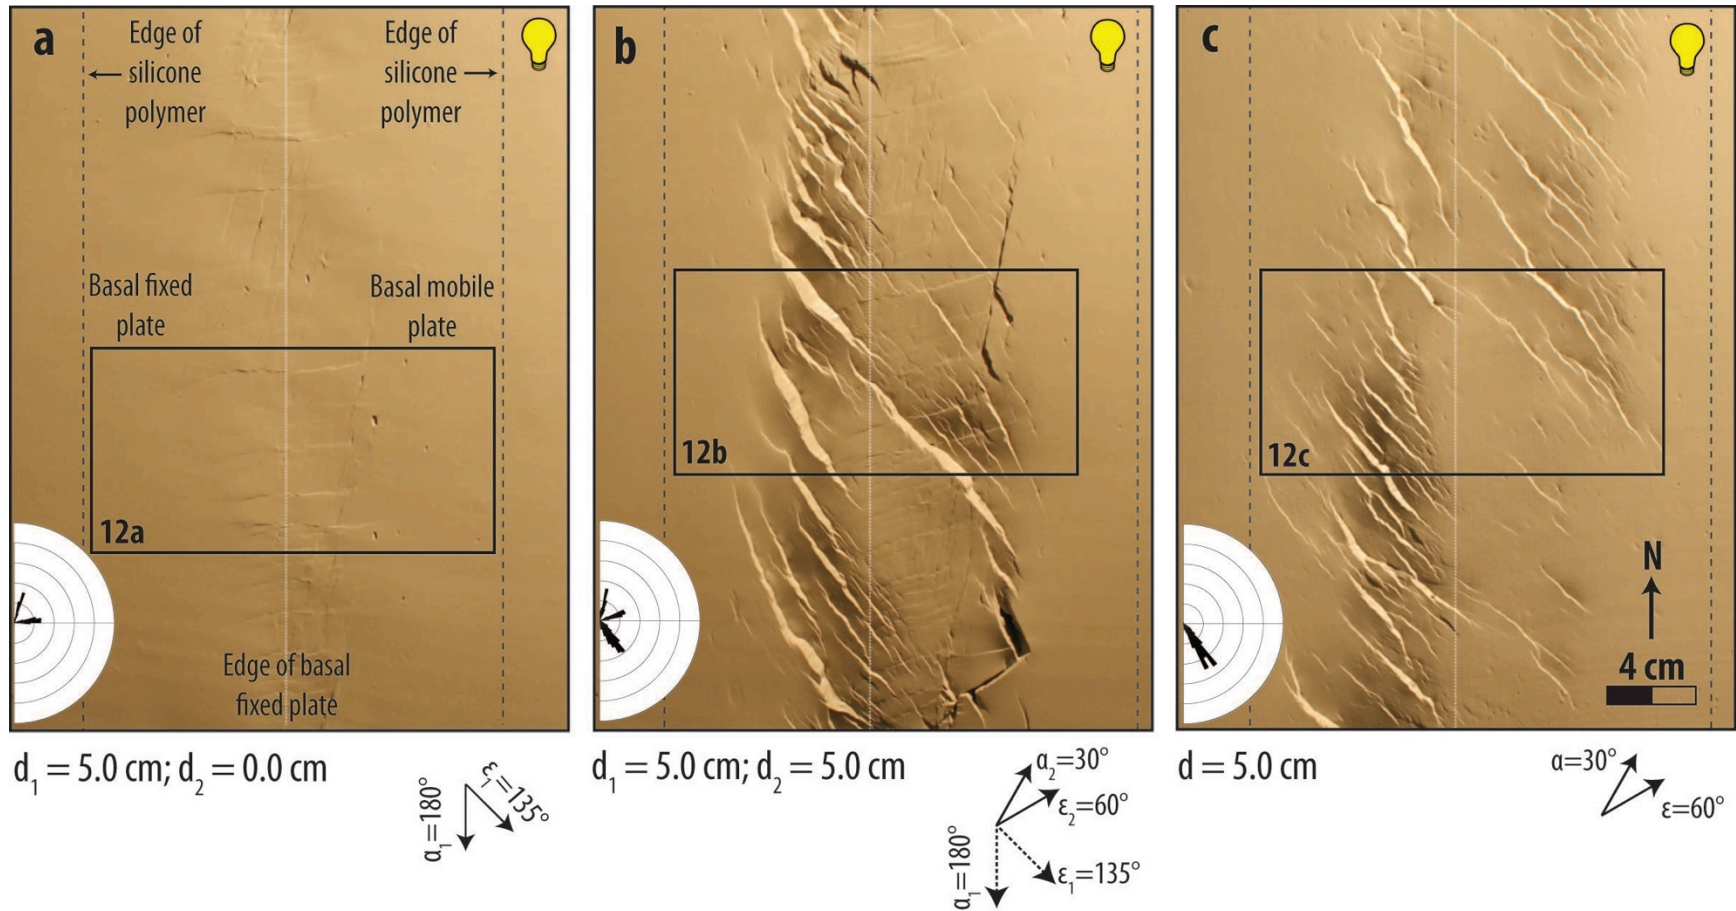 a
Edge of
silicone
polymer
Edge of
silicone
polymer
Basal fixed
plate
Basal mobile
plate
12a
Edge of basal
fixed plate
d₁ = 5.0 cm; d₂ = 0.0 cm
α₁=180°
ε₁=135°
b
12b
d₁ = 5.0 cm; d₂ = 5.0 cm
α₂=30°
ε₂=60°
α₁=180°
ε₁=135°
c
12c
N
4 cm
d = 5.0 cm
α=30°
ε=60°